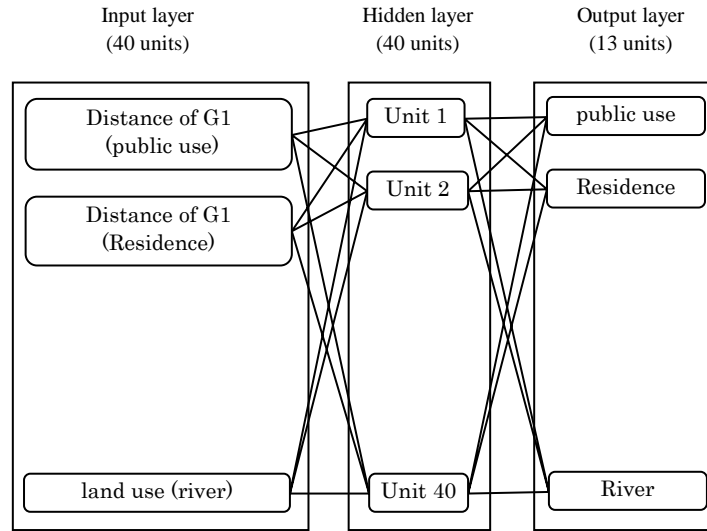 Input layer
(40 units)
Hidden layer
(40 units)
Output layer
(13 units)
Distance of G1
(public use)
Unit 1
public use
Distance of G1
(Residence)
Unit 2
Residence
land use (river)
Unit 40
River